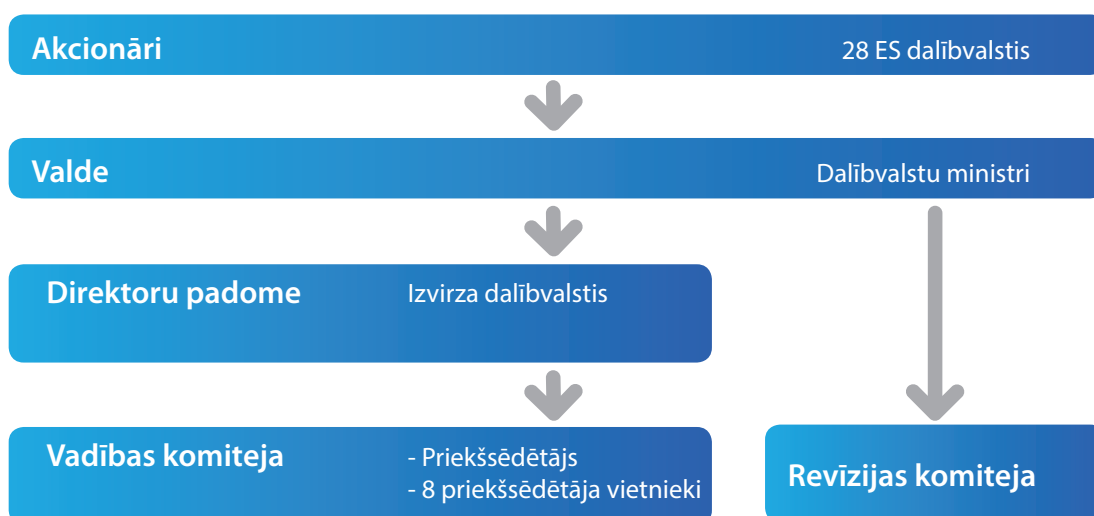 Akcionāri 28 ES dalībvalstis
Valde Dalībvalstu ministri
Direktoru padome Izvirza dalībvalstis
Vadības komiteja - Priekšsēdētājs
- 8 priekšsēdētāja vietnieki
Revīzijas komiteja